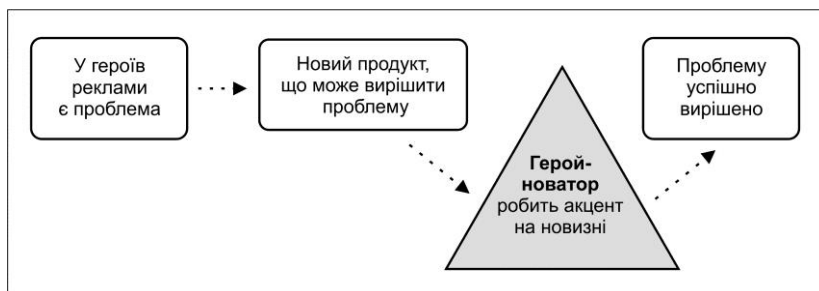 У героїв
реклами
є проблема
Новий продукт,
що може вирішити
проблему
Герой-
новатор
робить акцент
на новизні
Проблему
успішно
вирішено